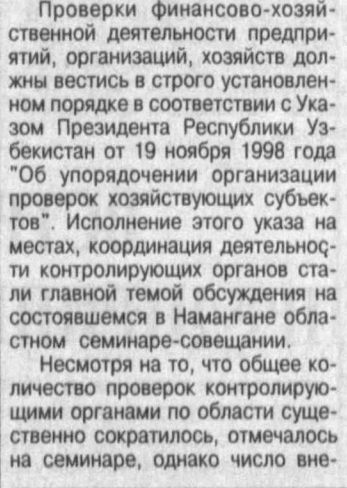 Проверки финансово-хозяй-
ственной деятельности предпри-
ятий, организаций, хозяйств дол-
жны вестись в строго установлен-
ном порядке в соответствии с Ука-
зом Президента Республики Уз-
бекистан от 19 ноября 1998 года
"Об упорядочении организации
проверок хозяйствующих субъек-
тов". Исполнение этого указа на
местах, координация деятельнос-
ти контролирующих органов ста-
ли главной темой обсуждения на
состоявшемся в Намангане обла-
стном семинаре-совещании.
Несмотря на то, что общее ко-
личество проверок контролирую-
щими органами по области суще-
ственно сократилось, отмечалось
на семинаре, однако число вне-